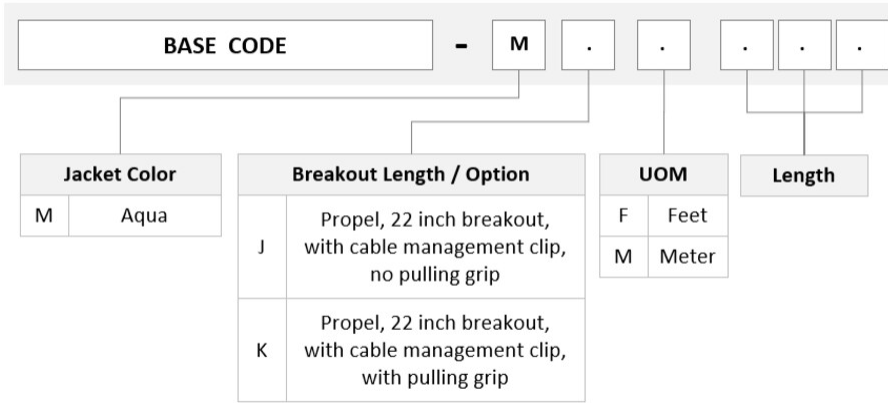 BASE CODE - M . . . . .
Jacket Color
M Aqua
Breakout Length / Option
J
Propel, 22 inch breakout,
with cable management clip,
no pulling grip
K
Propel, 22 inch breakout,
with cable management clip,
with pulling grip
UOM
F Feet
M Meter
Length